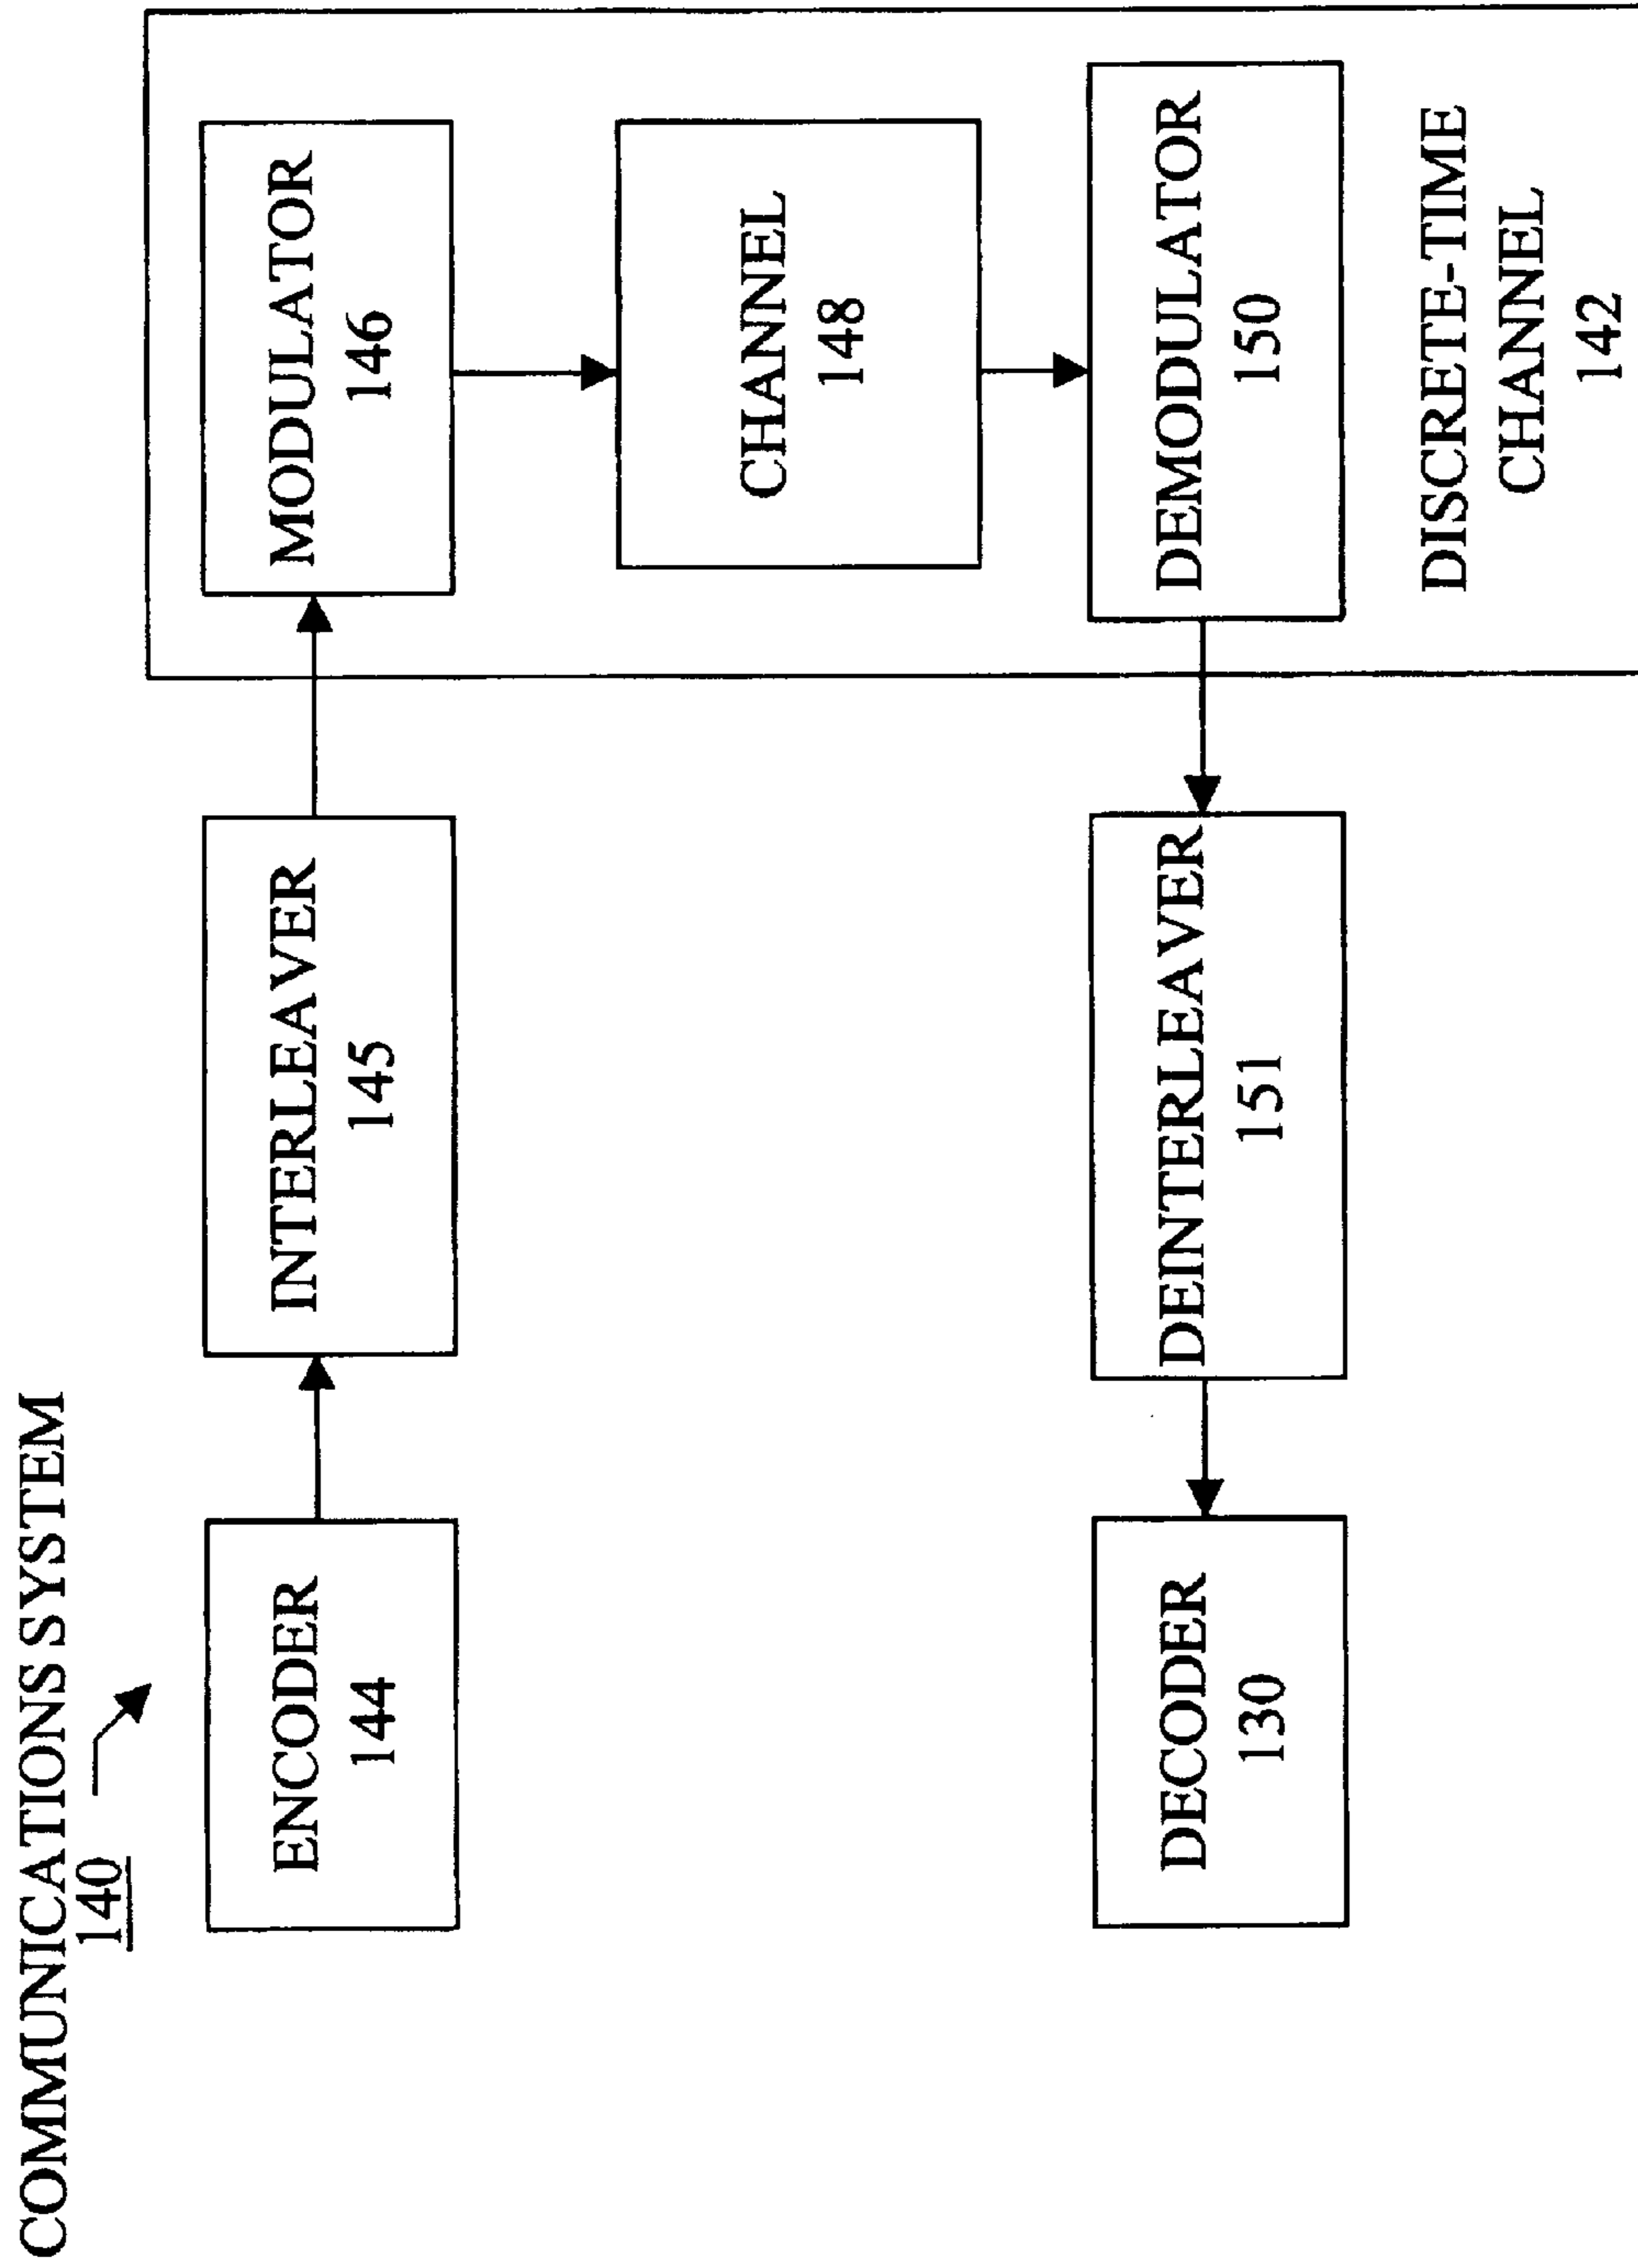 COMMUNICATIONS SYSTEM
140
ENCODER
144
INTERLEAVER
145
MODULATOR
146
CHANNEL
148
DEMODULATOR
150
DEINTERLEAVER
151
DECODER
130
DISCRETE-TIME
CHANNEL
142